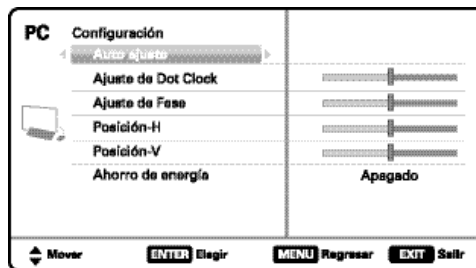 PC Configuración
Auto ajuste
Ajuste de Dot Clock
Ajuste de Fase
Posición-H
Posición-V
Ahorro de energía Apagado
Mover ENTER Elegir MENU Regresar EXIT Salir